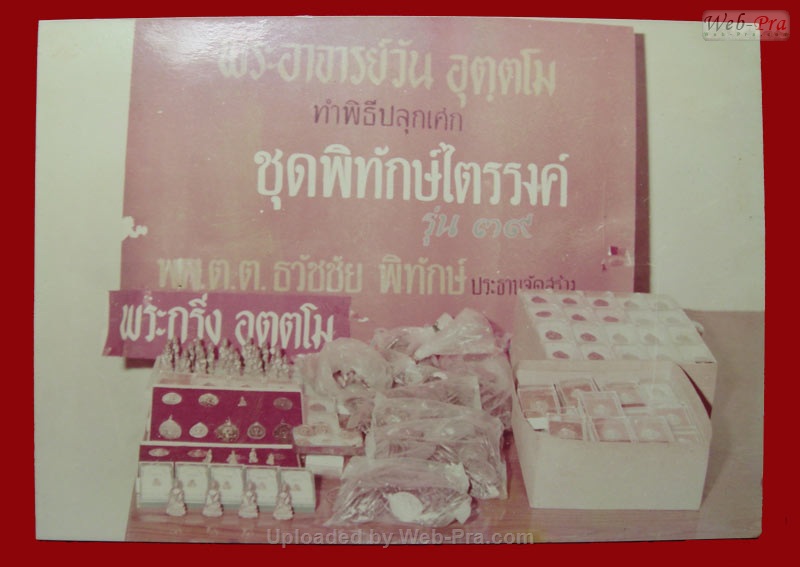 Web-Pra
Web-Pra.Com
พระอาจารย์วัน อุตฺตโม
ทำพิธีปลุกเศก
ชุดพิทักษ์ไตรรงค์
รุ่น ๓๙
พล.ต.ต. ธวัชชัย พิทักษ์ ประธานจัดสร้าง
พระกริ่ง อุตฺตโม
Uploaded by Web-Pra.com